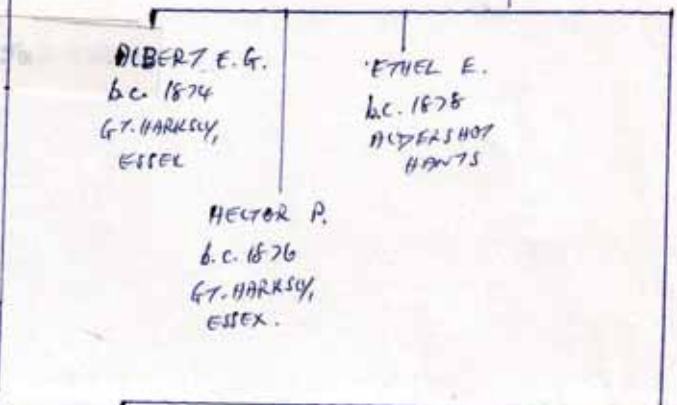 ALBERT E.G.
b.c. 1874
GT. HARKSLY,
ESSEX
HECTOR P.
b.c. 1876
GT. HARKSLY,
ESSEX.
ETHEL E.
b.c. 1878
ALDERSHOT
HANTS